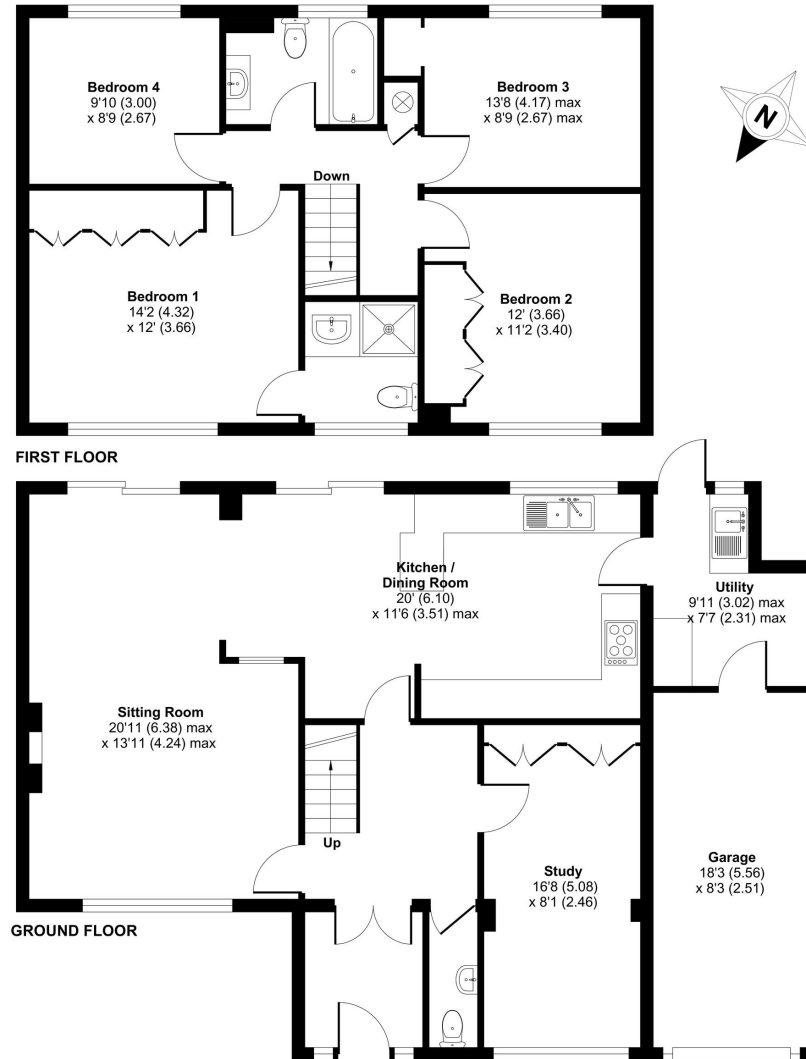 Bedroom 4
9'10 (3.00)
x 8'9 (2.67)
Bedroom 3
13'8 (4.17) max
x 8'9 (2.67) max
N
Down
Bedroom 1
14'2 (4.32)
x 12' (3.66)
Bedroom 2
12' (3.66)
x 11'2 (3.40)
FIRST FLOOR
Kitchen /
Dining Room
20' (6.10)
x 11'6 (3.51) max
Utility
9'11 (3.02) max
x 7'7 (2.31) max
Sitting Room
20'11 (6.38) max
x 13'11 (4.24) max
Up
Study
16'8 (5.08)
x 8'1 (2.46)
Garage
18'3 (5.56)
x 8'3 (2.51)
GROUND FLOOR